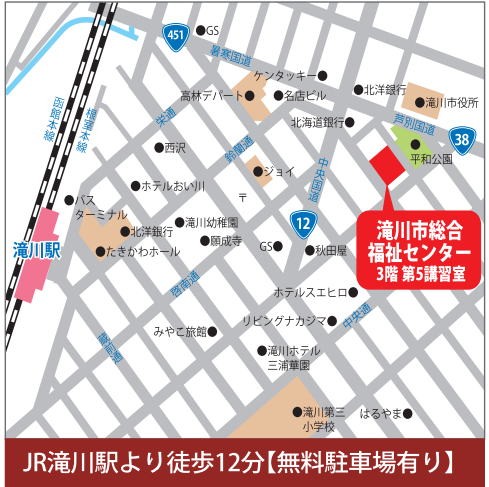 451
GS
暑寒国道
ケンタッキー
北洋銀行
高林デパート
名店ビル
滝川市役所
函館本線
根室本線
栄通
北海道銀行
芦別国道
38
西沢
鈴蘭通
平和公園
ジョイ
中央国道
ホテルおい川
〒
バス
ターミナル
滝川幼稚園
12
滝川市総合
福祉センター
3階 第5講習室
北洋銀行
願成寺
滝川駅
たきかわホール
GS
秋田屋
啓南通
ホテルスエヒロ
リビングナカジマ
中央通
みやこ旅館
蔵前通
滝川ホテル
三浦華園
滝川第三
小学校
はるやま
JR滝川駅より徒歩12分【無料駐車場有り】